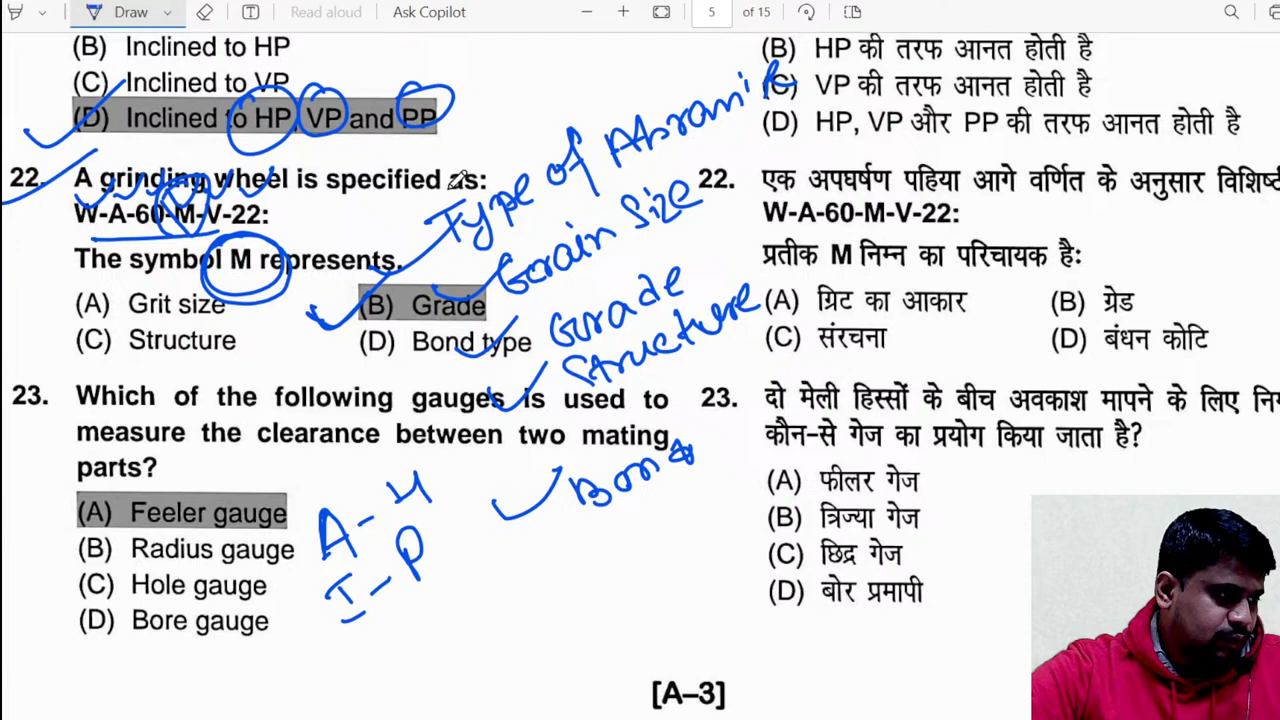 Draw
Read aloud
Ask Copilot
5 of 15
(B) Inclined to HP
(C) Inclined to VP
(D) Inclined to HP, VP and PP
22. A grinding wheel is specified as:
W-A-60-M-V-22:
The symbol M represents.
(A) Grit size (B) Grade
(C) Structure (D) Bond type
23. Which of the following gauges is used to
measure the clearance between two mating
parts?
(A) Feeler gauge
(B) Radius gauge
(C) Hole gauge
(D) Bore gauge
Type of
Grain Size
Grade
Structure
A - H
I - P
(B) HP की तरफ आनत होती है
(C) VP की तरफ आनत होती है
(D) HP, VP और PP की तरफ आनत होती है
22. एक अपघर्षण पहिया आगे वर्णित के अनुसार
W-A-60-M-V-22:
प्रतीक M निम्न का परिचायक है:
(A) ग्रिट का आकार (B) ग्रेड
(C) संरचना (D) बंधन कोटि
23. दो मेली हिस्सों के बीच अवकाश मापने के लिए
कौन-से गेज का प्रयोग किया जाता है?
(A) फीलर गेज
(B) त्रिज्या गेज
(C) छिद्र गेज
(D) बोर प्रमापी
[A–3]